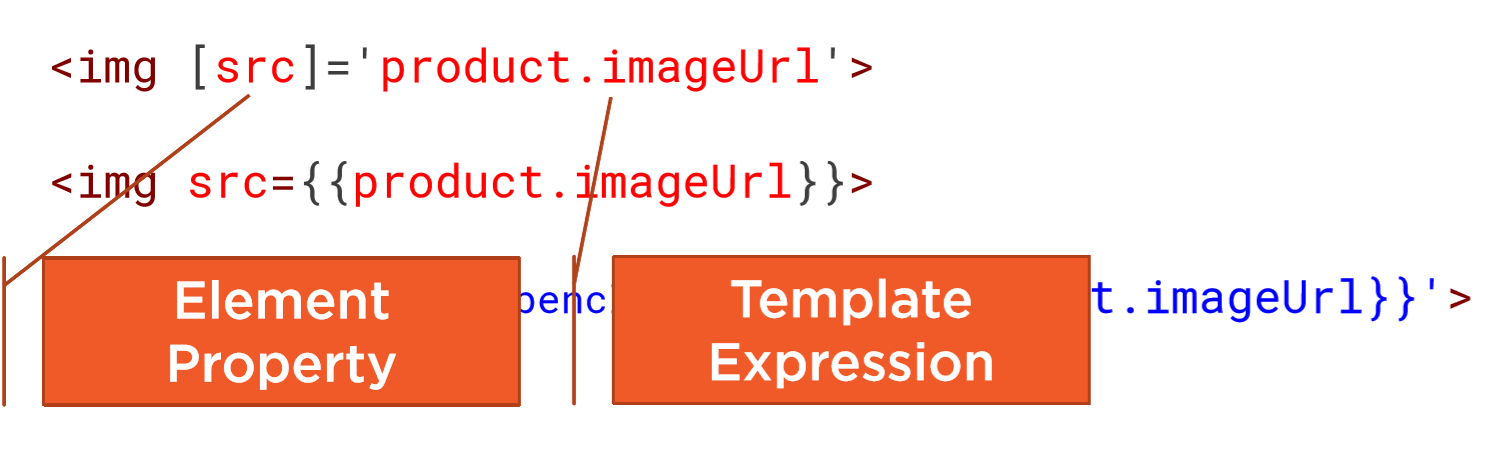 <img [src]='product.imageUrl'>
<img src={{product.imageUrl}}>
t.imageUrl}}'>
Element
Property
Template
Expression